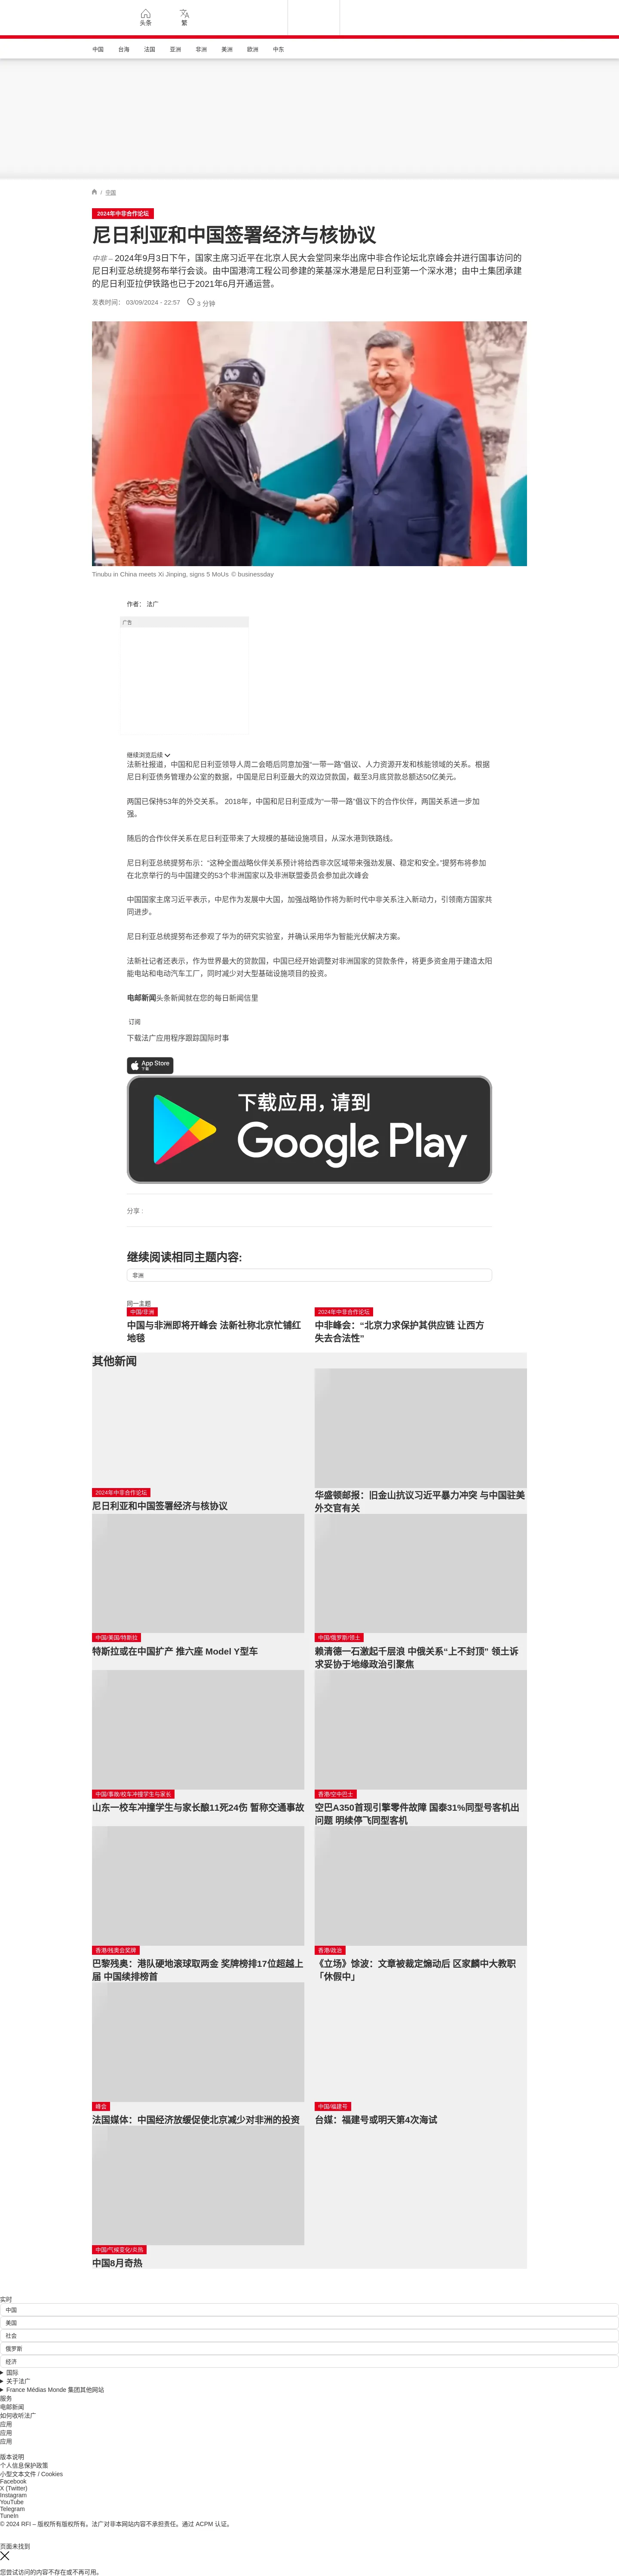 头条
繁
中国
台海
法国
亚洲
非洲
美洲
欧洲
中东
/ 中国
2024年中非合作论坛
尼日利亚和中国签署经济与核协议
中非 – 2024年9月3日下午，国家主席习近平在北京人民大会堂同来华出席中非合作论坛北京峰会并进行国事访问的
尼日利亚总统提努布举行会谈。由中国港湾工程公司参建的莱基深水港是尼日利亚第一个深水港；由中土集团承建
的尼日利亚拉伊铁路也已于2021年6月开通运营。
发表时间： 03/09/2024 - 22:57
3 分钟
Tinubu in China meets Xi Jinping, signs 5 MoUs © businessday
作者： 法广
广告
继续浏览后续
法新社报道，中国和尼日利亚领导人周二会晤后同意加强“一带一路”倡议、人力资源开发和核能领域的关系。根据
尼日利亚债务管理办公室的数据，中国是尼日利亚最大的双边贷款国，截至3月底贷款总额达50亿美元。
两国已保持53年的外交关系。 2018年，中国和尼日利亚成为“一带一路”倡议下的合作伙伴，两国关系进一步加
强。
随后的合作伙伴关系在尼日利亚带来了大规模的基础设施项目，从深水港到铁路线。
尼日利亚总统提努布示：“这种全面战略伙伴关系预计将给西非次区域带来强劲发展、稳定和安全。”提努布将参加
在北京举行的与中国建交的53个非洲国家以及非洲联盟委员会参加此次峰会
中国国家主席习近平表示，中尼作为发展中大国，加强战略协作将为新时代中非关系注入新动力，引领南方国家共
同进步。
尼日利亚总统提努布还参观了华为的研究实验室，并确认采用华为智能光伏解决方案。
法新社记者还表示，作为世界最大的贷款国，中国已经开始调整对非洲国家的贷款条件，将更多资金用于建造太阳
能电站和电动汽车工厂，同时减少对大型基础设施项目的投资。
电邮新闻头条新闻就在您的每日新闻信里
订阅
下载法广应用程序跟踪国际时事
App Store
下载
下载应用，请到
Google Play
分享 :
继续阅读相同主题内容:
非洲
同一主题
中国/非洲
中国与非洲即将开峰会 法新社称北京忙铺红
地毯
2024年中非合作论坛
中非峰会：“北京力求保护其供应链 让西方
失去合法性”
其他新闻
2024年中非合作论坛
尼日利亚和中国签署经济与核协议
华盛顿邮报：旧金山抗议习近平暴力冲突 与中国驻美
外交官有关
中国/美国/特斯拉
特斯拉或在中国扩产 推六座 Model Y型车
中国/俄罗斯/领土
赖清德一石激起千层浪 中俄关系“上不封顶” 领土诉
求妥协于地缘政治引聚焦
中国/事故/校车冲撞学生与家长
山东一校车冲撞学生与家长酿11死24伤 暂称交通事故
香港/空中巴士
空巴A350首现引擎零件故障 国泰31%同型号客机出
问题 明续停飞同型客机
香港/残奥会奖牌
巴黎残奥：港队硬地滚球取两金 奖牌榜排17位超越上
届 中国续排榜首
香港/政治
《立场》馀波：文章被裁定煽动后 区家麟中大教职
「休假中」
峰会
法国媒体：中国经济放缓促使北京减少对非洲的投资
中国/福建号
台媒：福建号或明天第4次海试
中国/气候变化/炎热
中国8月奇热
实时
中国
美国
社会
俄罗斯
经济
国际
关于法广
France Médias Monde 集团其他网站
服务
电邮新闻
如何收听法广
应用
应用
应用
版本说明
个人信息保护政策
小型文本文件 / Cookies
Facebook
X (Twitter)
Instagram
YouTube
Telegram
TuneIn
© 2024 RFI – 版权所有版权所有。法广对非本网站内容不承担责任。通过 ACPM 认证。
页面未找到
您尝试访问的内容不存在或不再可用。